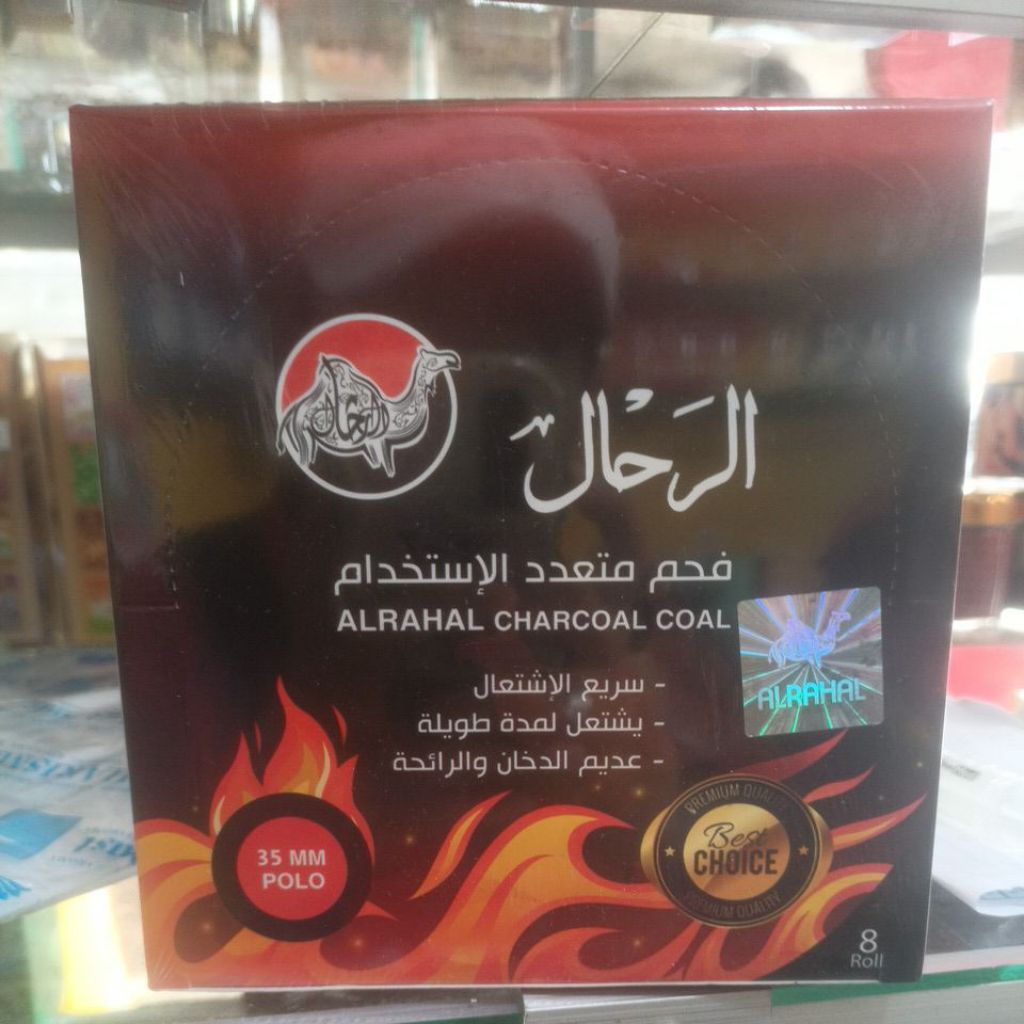 الرحال
الرَحال
فحم متعدد الإستخدام
ALRAHAL CHARCOAL COAL
ALRAHAL
- سريع الإشتعال
- يشتعل لمدة طويلة
- عديم الدخان والرائحة
35 MM
POLO
PREMIUM QUALITY
Best
CHOICE
PREMIUM QUALITY
8
Roll